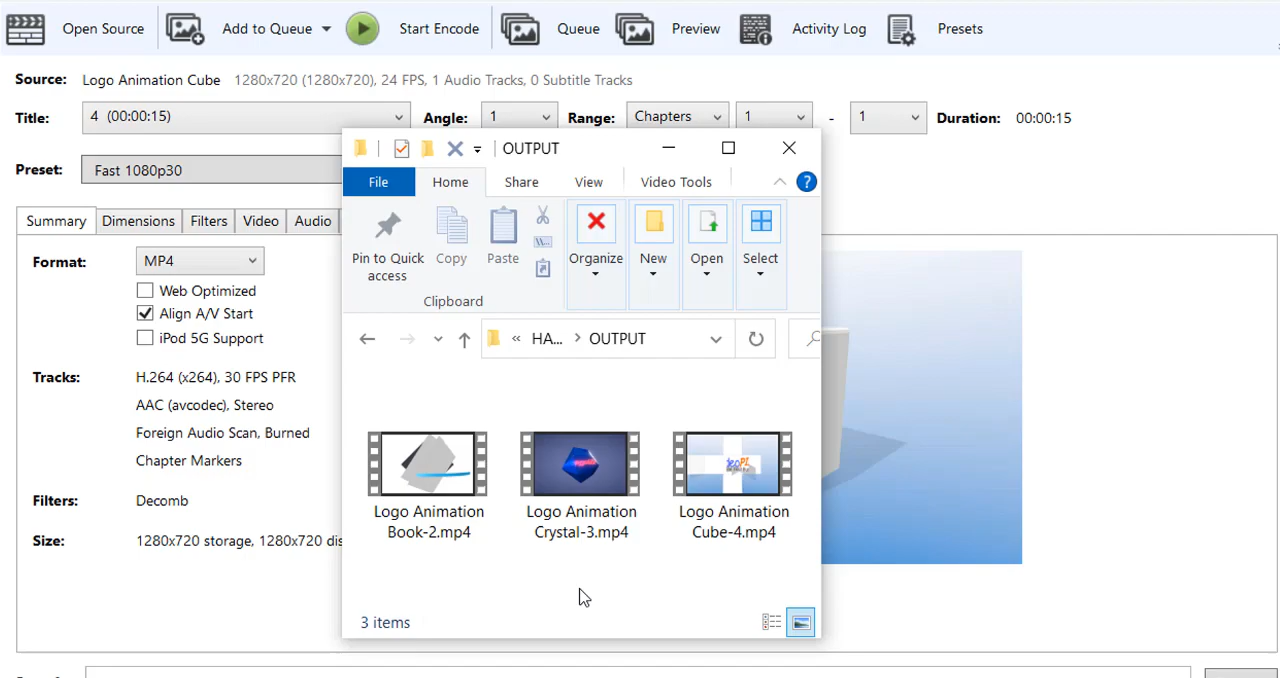 Open Source Add to Queue Start Encode Queue Preview Activity Log Presets
Source: Logo Animation Cube 1280x720 (1280x720), 24 FPS, 1 Audio Tracks, 0 Subtitle Tracks
Title: 4 (00:00:15) Angle: 1 Range: Chapters 1 - 1 Duration: 00:00:15
Preset: Fast 1080p30
Summary Dimensions Filters Video Audio
Format: MP4
Web Optimized
Align A/V Start
iPod 5G Support
Tracks: H.264 (x264), 30 FPS PFR
AAC (avcodec), Stereo
Foreign Audio Scan, Burned
Chapter Markers
Filters: Decomb
Size: 1280x720 storage, 1280x720 dis
OUTPUT
File Home Share View Video Tools
Pin to Quick access
Copy
Paste
Organize
New
Open
Select
Clipboard
« HA... > OUTPUT
Logo Animation Book-2.mp4
Logo Animation Crystal-3.mp4
Logo Animation Cube-4.mp4
3 items